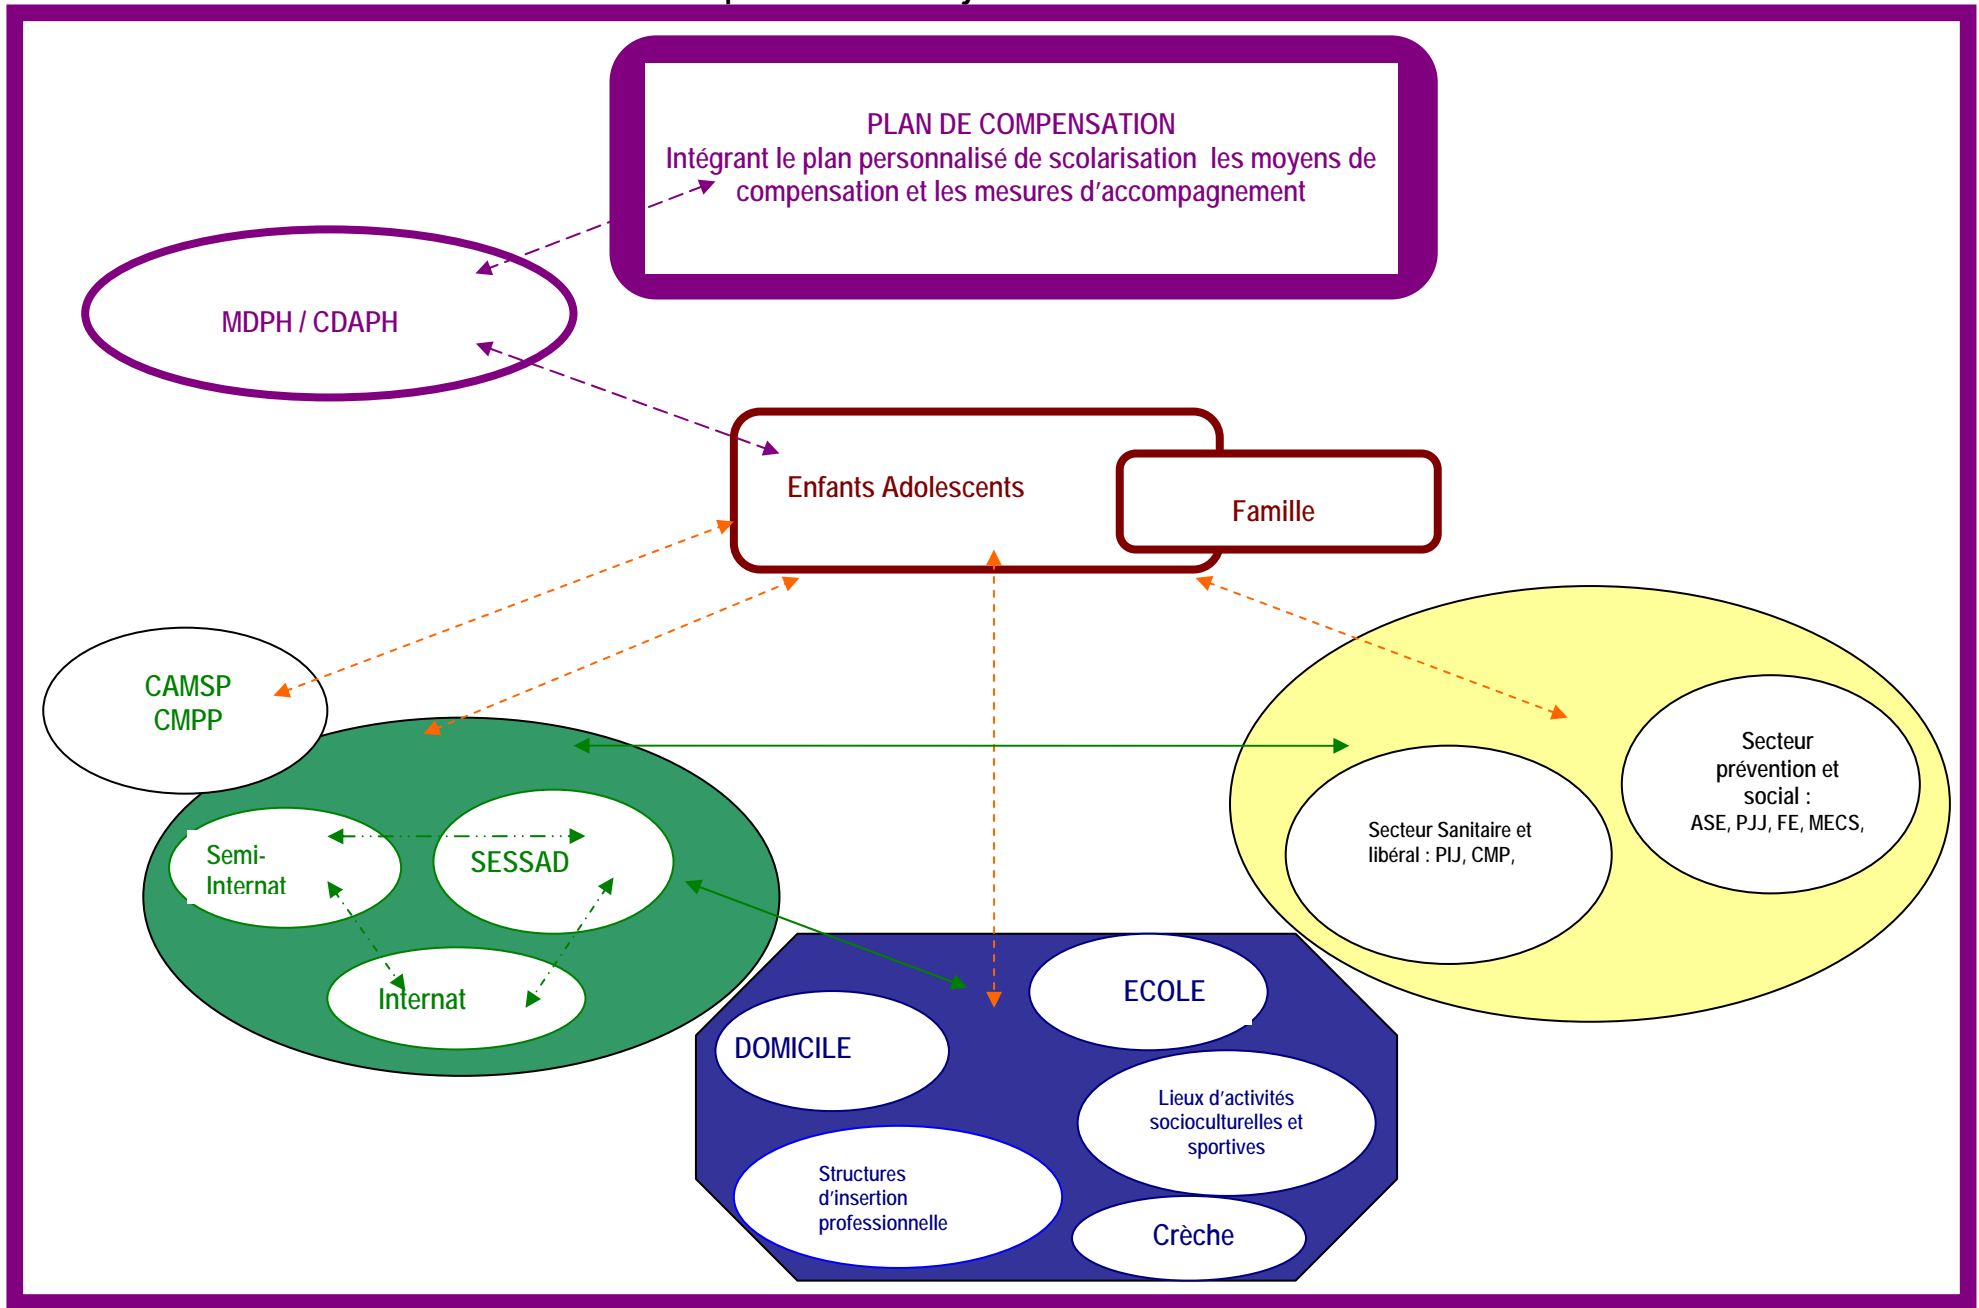 PLAN DE COMPENSATION
Intégrant le plan personnalisé de scolarisation les moyens de
compensation et les mesures d'accompagnement
MDPH / CDAPH
Enfants Adolescents
Famille
CAMSP
CMPP
Semi-
Internat
SESSAD
Internat
Secteur
prévention et
social :
ASE, PJJ, FE, MECS,
Secteur Sanitaire et
libéral : PIJ, CMP,
ECOLE
DOMICILE
Lieux d'activités
socioculturelles et
sportives
Structures
d'insertion
professionnelle
Crèche